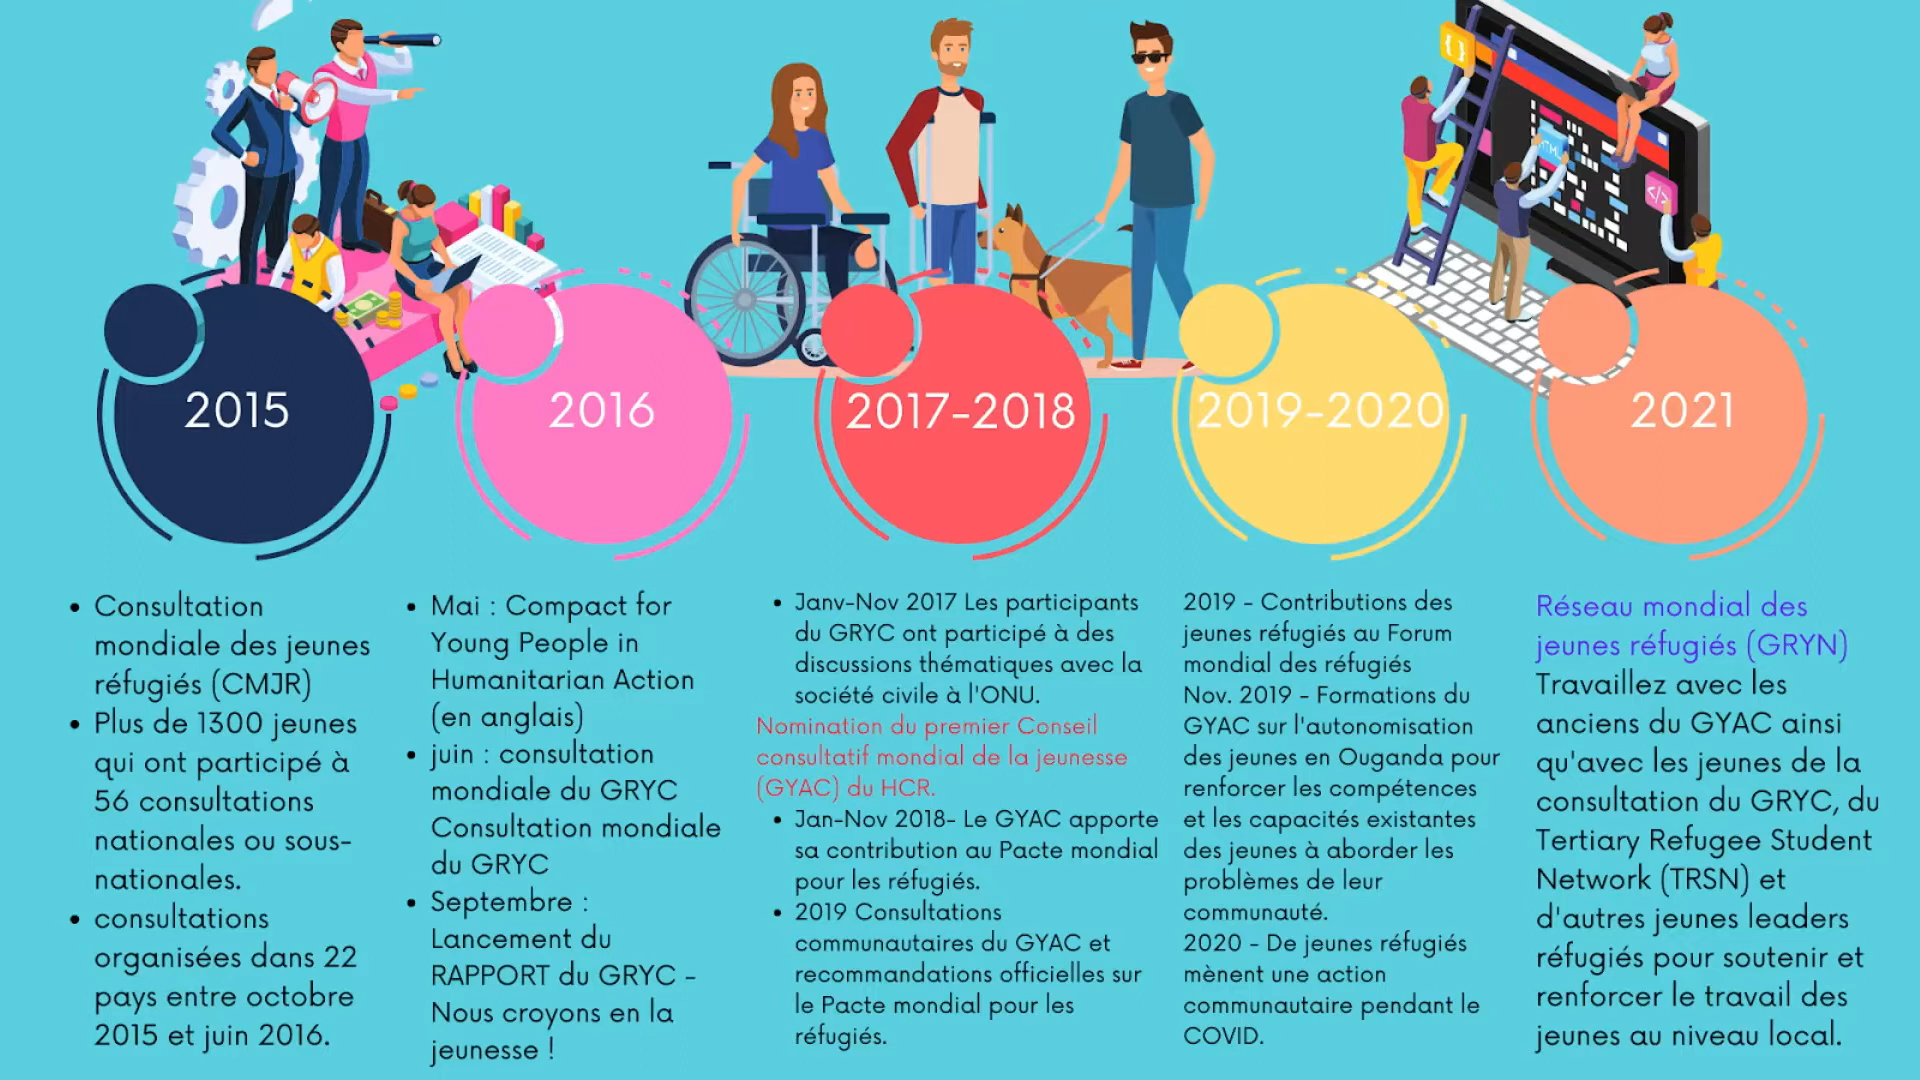 2015
• Consultation
mondiale des jeunes
réfugiés (CMJR)
• Plus de 1300 jeunes
qui ont participé à
56 consultations
nationales ou sous-
nationales.
• consultations
organisées dans 22
pays entre octobre
2015 et juin 2016.
2016
• Mai : Compact for
Young People in
Humanitarian Action
(en anglais)
• juin : consultation
mondiale du GRYC
Consultation mondiale
du GRYC
• Septembre :
Lancement du
RAPPORT du GRYC -
Nous croyons en la
jeunesse !
2017-2018
• Janv-Nov 2017 Les participants
du GRYC ont participé à des
discussions thématiques avec la
société civile à l'ONU.
Nomination du premier Conseil
consultatif mondial de la jeunesse
(GYAC) du HCR.
• Jan-Nov 2018- Le GYAC apporte
sa contribution au Pacte mondial
pour les réfugiés.
• 2019 Consultations
communautaires du GYAC et
recommandations officielles sur
le Pacte mondial pour les
réfugiés.
2019-2020
2019 - Contributions des
jeunes réfugiés au Forum
mondial des réfugiés
Nov. 2019 - Formations du
GYAC sur l'autonomisation
des jeunes en Ouganda pour
renforcer les compétences
et les capacités existantes
des jeunes à aborder les
problèmes de leur
communauté.
2020 - De jeunes réfugiés
mènent une action
communautaire pendant le
COVID.
{}
HTML
</>
2021
Réseau mondial des
jeunes réfugiés (GRYN)
Travaillez avec les
anciens du GYAC ainsi
qu'avec les jeunes de la
consultation du GRYC, du
Tertiary Refugee Student
Network (TRSN) et
d'autres jeunes leaders
réfugiés pour soutenir et
renforcer le travail des
jeunes au niveau local.